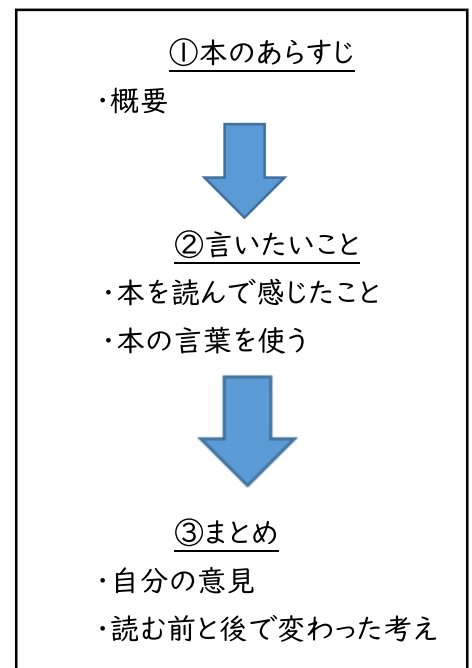 ①本のあらすじ
・概要
②言いたいこと
・本を読んで感じたこと
・本の言葉を使う
③まとめ
・自分の意見
・読む前と後で変わった考え